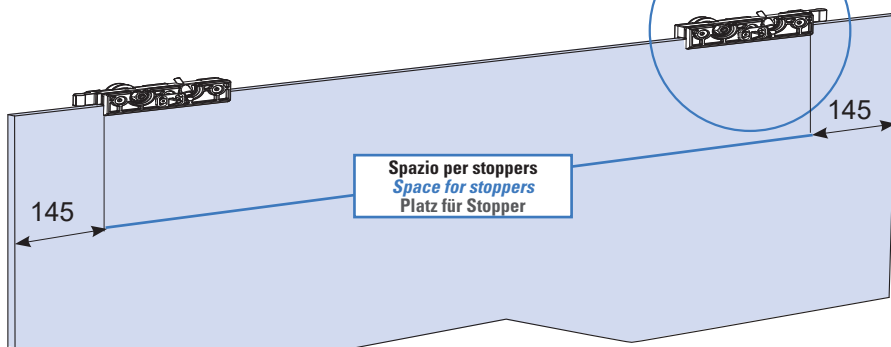 145
Spazio per stoppers
Space for stoppers
Platz für Stopper
145